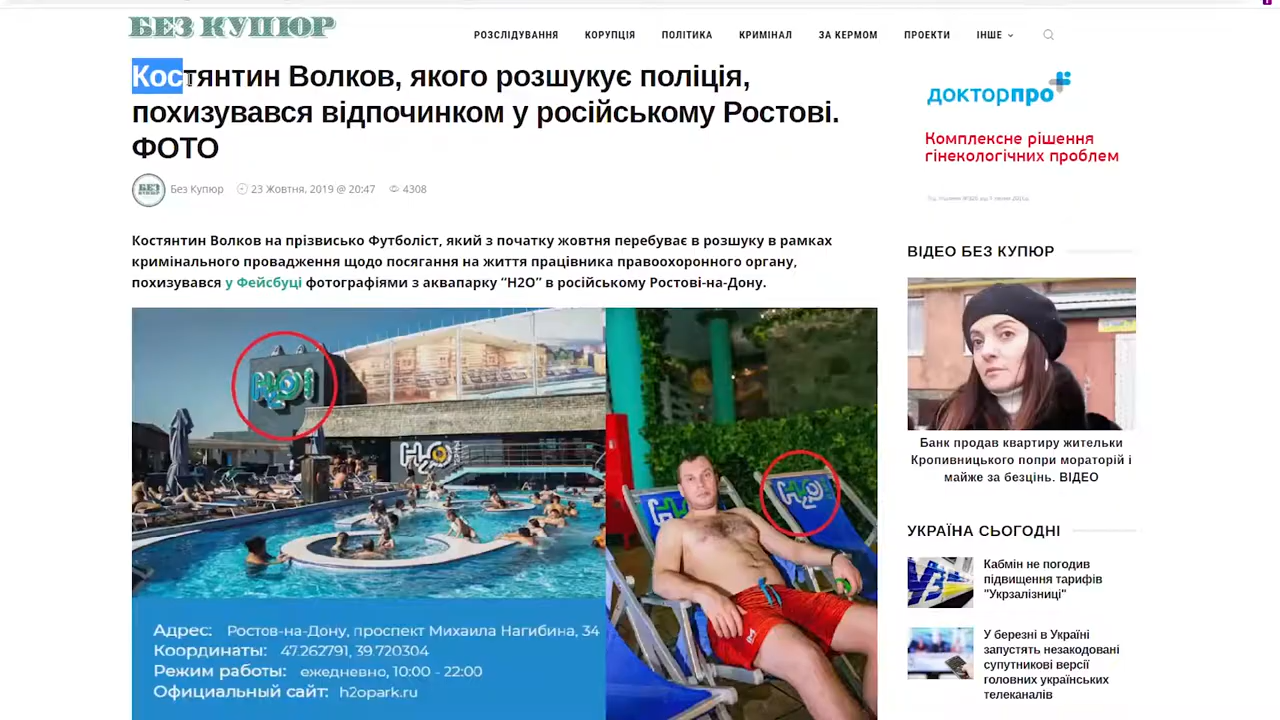 БЕЗ КУПЮР
РОЗСЛІДУВАННЯ КОРУПЦІЯ ПОЛІТИКА КРИМІНАЛ ЗА КЕРМОМ ПРОЕКТИ ІНШЕ
Костянтин Волков, якого розшукує поліція,
похизувався відпочинком у російському Ростові.
ФОТО
БЕЗ КУПЮР
Без Купюр 23 Жовтня, 2019 @ 20:47 4308
Костянтин Волков на прізвисько Футболіст, який з початку жовтня перебуває в розшуку в рамках
кримінального провадження щодо посягання на життя працівника правоохоронного органу,
похизувався у Фейсбуці фотографіями з аквапарку “H2O” в російському Ростові-на-Дону.
H2O
H2O
H2O
Адрес: Ростов-на-Дону, проспект Михаила Нагибина, 34
Координаты: 47.262791, 39.720304
Режим работы: ежедневно, 10:00 - 22:00
Официальный сайт: h2opark.ru
докторпро
Комплексне рішення
гінекологічних проблем
ВІДЕО БЕЗ КУПЮР
Банк продав квартиру жительки
Кропивницького попри мораторій і
майже за безцінь. ВІДЕО
УКРАЇНА СЬОГОДНІ
Кабмін не погодив
підвищення тарифів
"Укрзалізниці"
У березні в Україні
запустять незакодовані
супутникові версії
головних українських
телеканалів